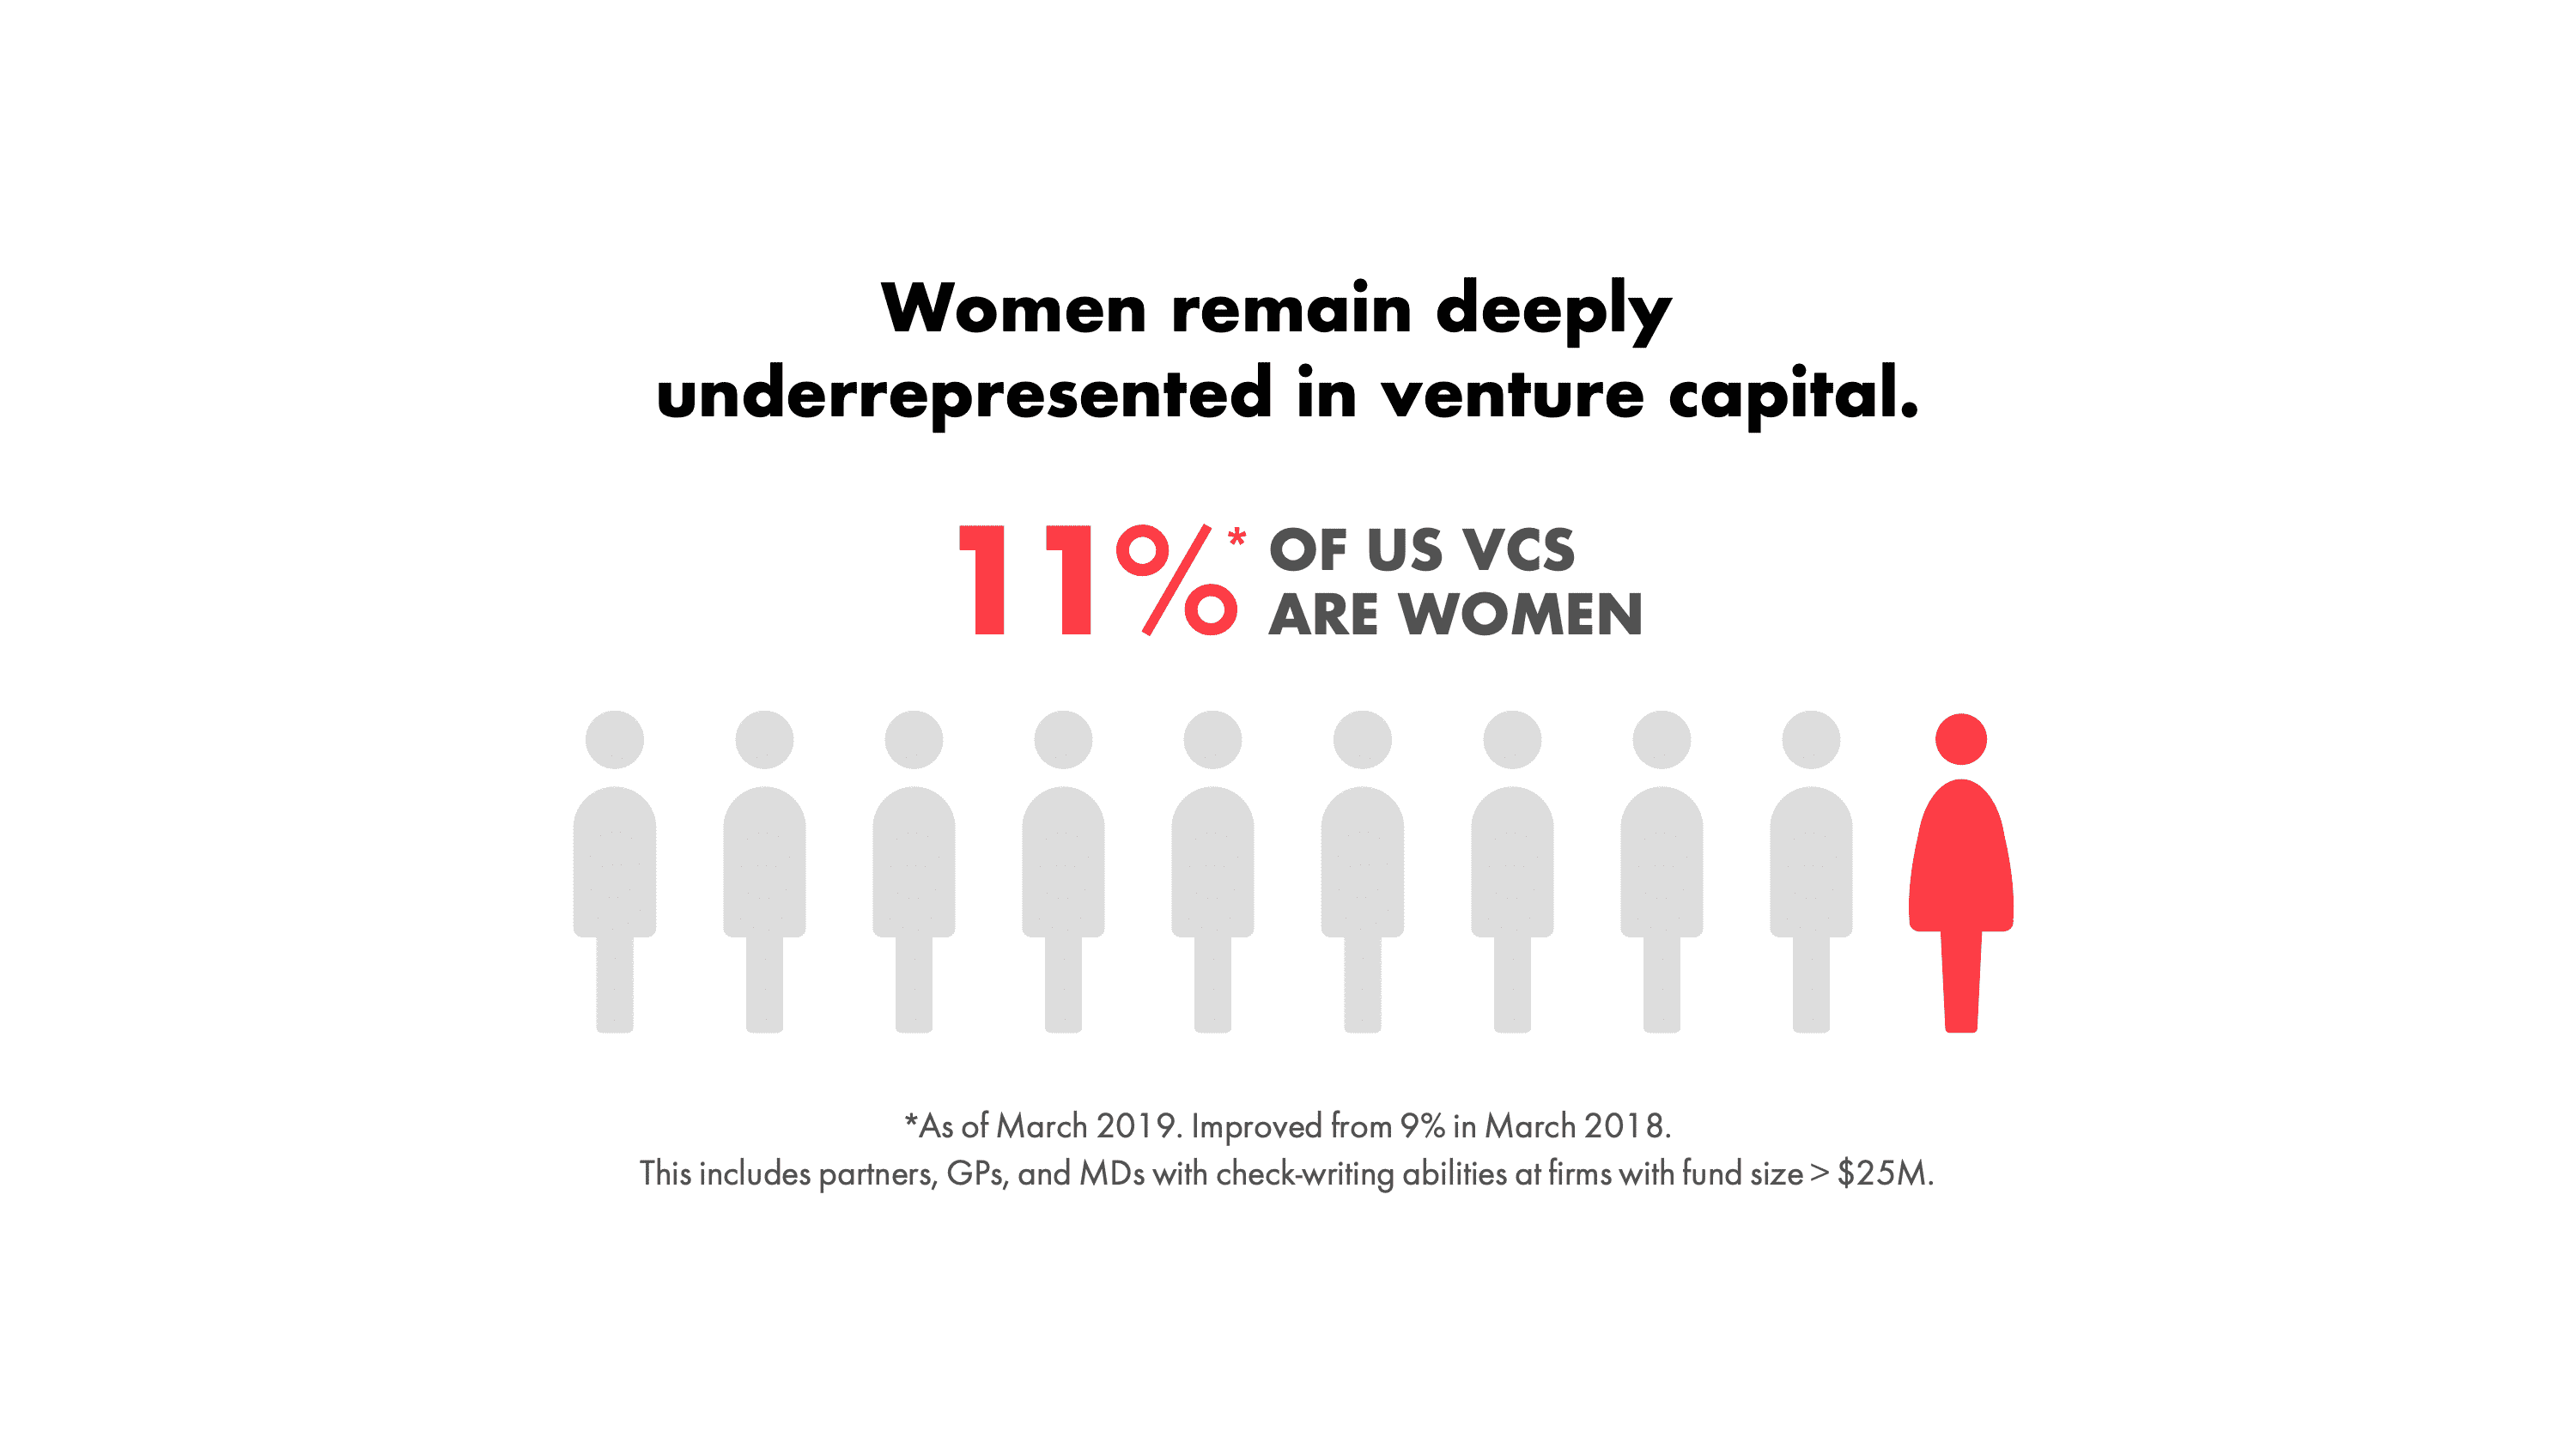 Women remain deeply
underrepresented in venture capital.
11%* OF US VCS
ARE WOMEN
*As of March 2019. Improved from 9% in March 2018.
This includes partners, GPs, and MDs with check-writing abilities at firms with fund size > $25M.